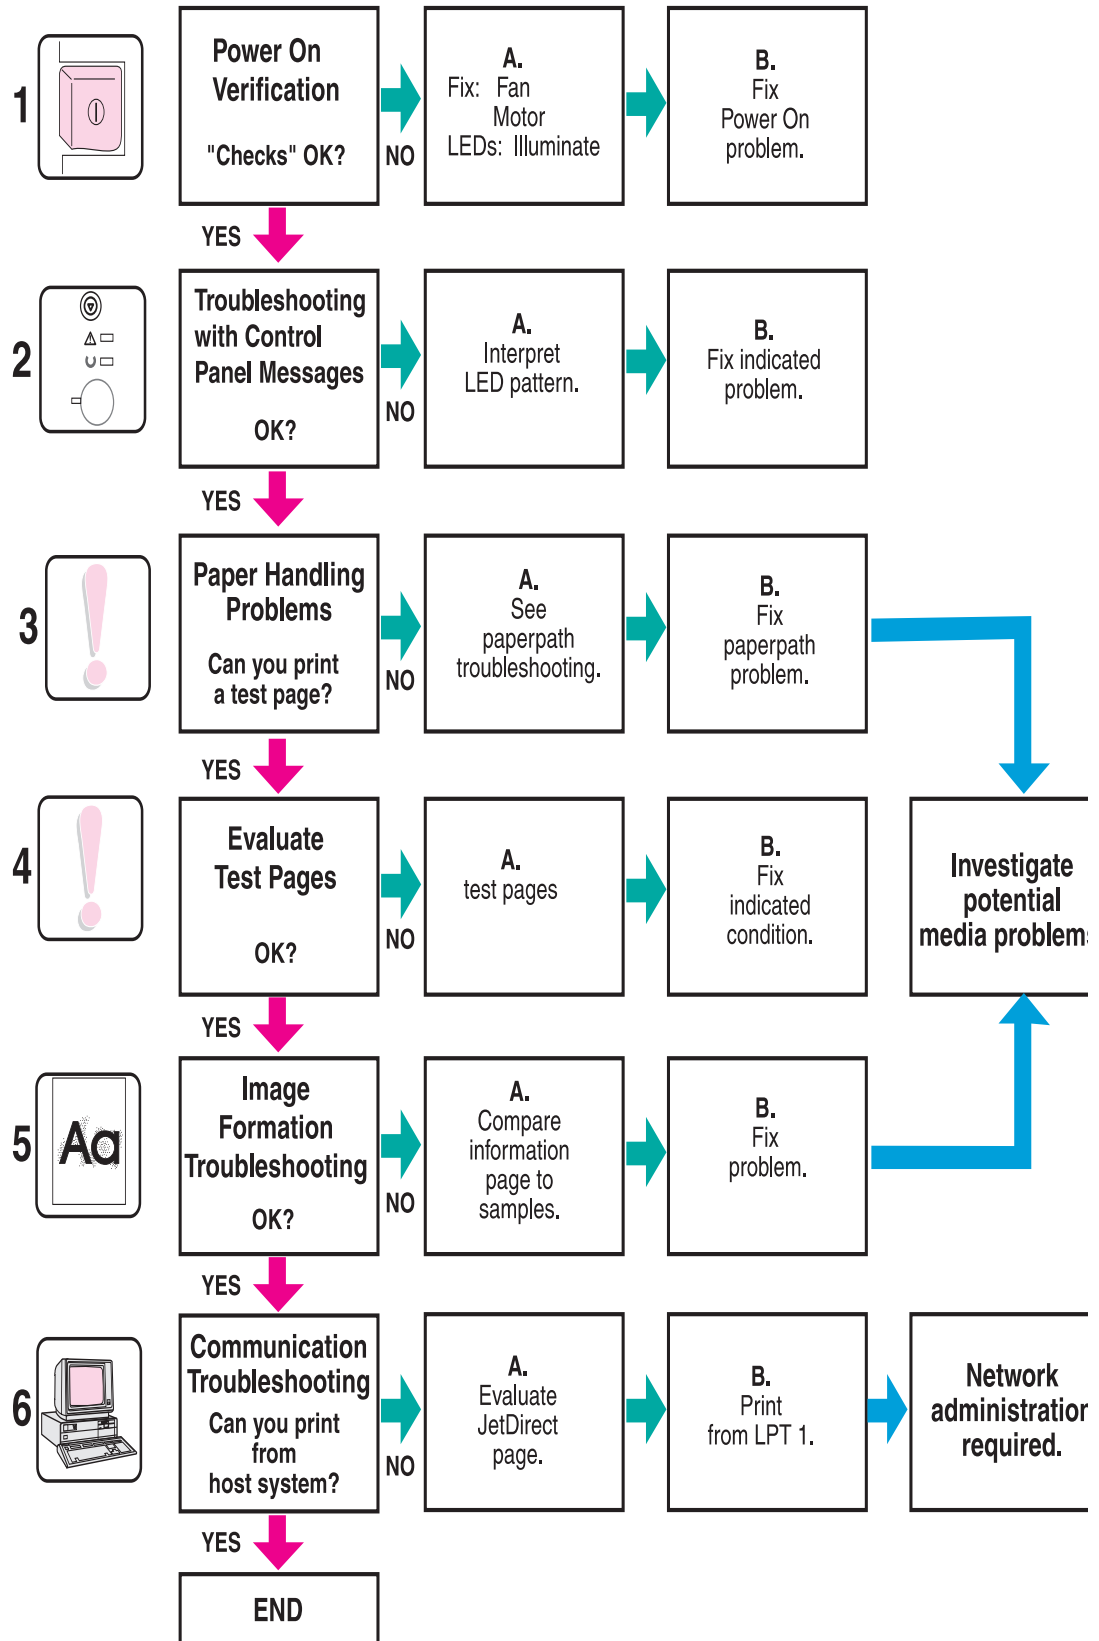 1
Power On
Verification
"Checks" OK?
NO
A.
Fix: Fan
Motor
LEDs: Illuminate
B.
Fix
Power On
problem.
YES
2
Troubleshooting
with Control
Panel Messages
OK?
NO
A.
Interpret
LED pattern.
B.
Fix indicated
problem.
YES
3
Paper Handling
Problems
Can you print
a test page?
NO
A.
See
paperpath
troubleshooting.
B.
Fix
paperpath
problem.
YES
4
Evaluate
Test Pages
OK?
NO
A.
test pages
B.
Fix
indicated
condition.
Investigate
potential
media problems
YES
5
Aa
Image
Formation
Troubleshooting
OK?
NO
A.
Compare
information
page to
samples.
B.
Fix
problem.
YES
6
Communication
Troubleshooting
Can you print
from
host system?
NO
A.
Evaluate
JetDirect
page.
B.
Print
from LPT 1.
Network
administration
required.
YES
END